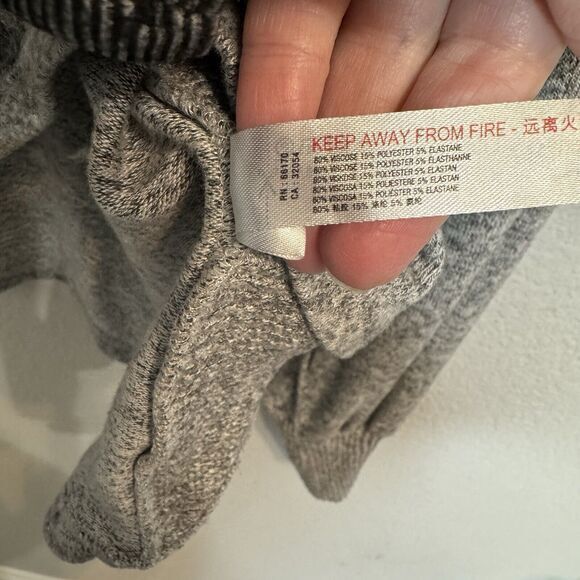 KEEP AWAY FROM FIRE - 远离火
80% VISCOSE 15% POLYESTER 5% ELASTANE
80% VISCOSE 15% POLYESTER 5% ÉLASTHANNE
80% VISKOSE 15% POLYESTER 5% ELASTAN
80% VISCOSA 15% POLIESTERE 5% ELASTAN
80% VISCOSA 15% POLIÉSTER 5% ELASTANO
80% 粘胶 15% 涤纶 5% 氨纶
RN : 66170
CA : 32054